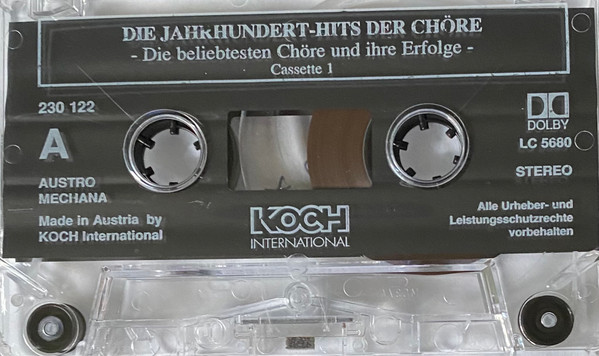 DIE JAHRHUNDERT-HITS DER CHÖRE
- Die beliebtesten Chöre und ihre Erfolge -
Cassette 1
230 122
A
AUSTRO
MECHANA
Made in Austria by
KOCH International
KOCH
INTERNATIONAL
DOLBY
LC 5680
STEREO
Alle Urheber- und
Leistungsschutzrechte
vorbehalten